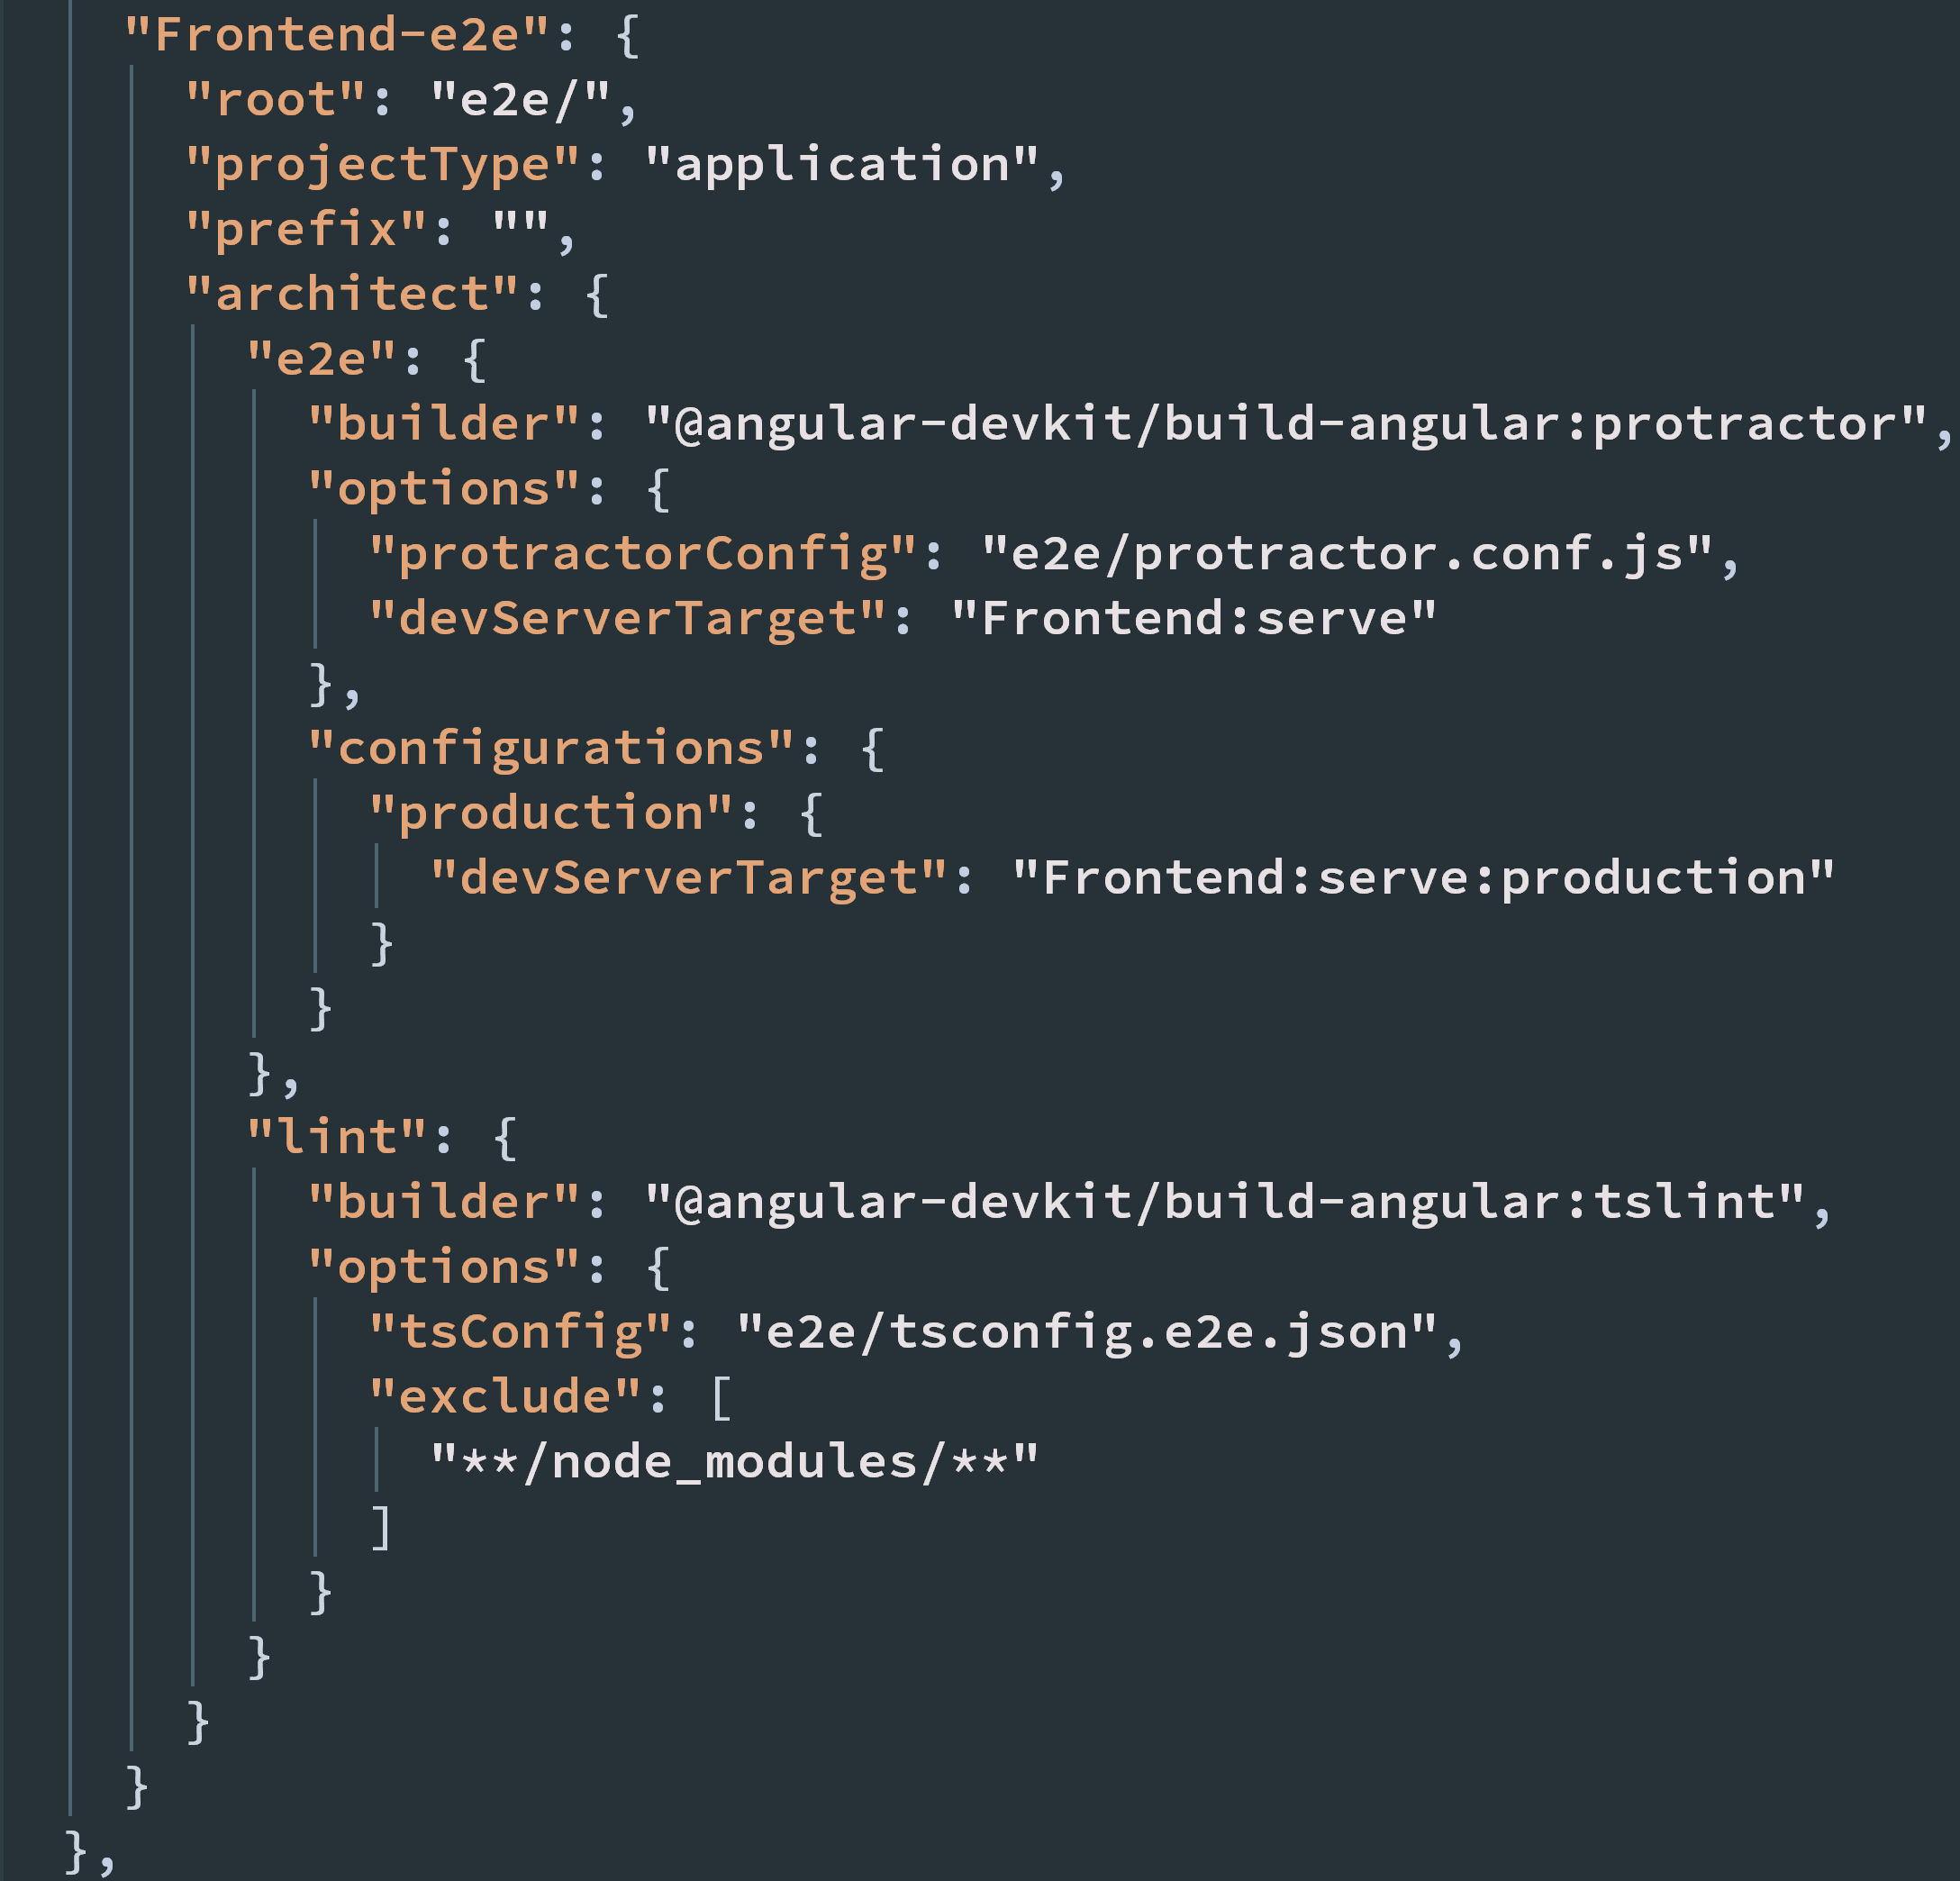 "Frontend-e2e": {
"root": "e2e/",
"projectType": "application",
"prefix": "",
"architect": {
"e2e": {
"builder": "@angular-devkit/build-angular:protractor",
"options": {
"protractorConfig": "e2e/protractor.conf.js",
"devServerTarget": "Frontend:serve"
},
"configurations": {
"production": {
"devServerTarget": "Frontend:serve:production"
}
}
},
"lint": {
"builder": "@angular-devkit/build-angular:tslint",
"options": {
"tsConfig": "e2e/tsconfig.e2e.json",
"exclude": [
"**/node_modules/**"
]
}
}
}
}
},